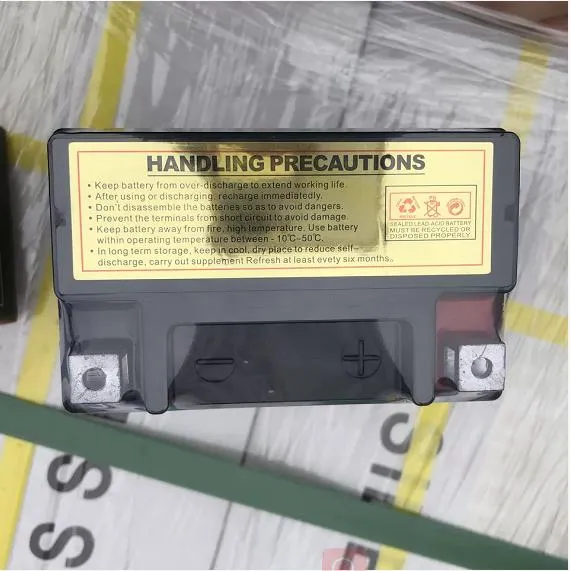 HANDLING PRECAUTIONS
• Keep battery from over-discharge to extend working life.
• After using or discharging, recharge immediately.
• Don't disassemble the batteries so as to avoid dangers.
• Prevent the terminals from short circuit to avoid damage.
• Keep battery away from fire, high temperature. Use battery
within operating temperature between - 10℃~50℃.
• In long term storage, keep in cool, dry place to reduce self-
discharge, carry out supplement Refresh at least evety six months.
SEALED LEAD-ACID BATTERY
MUST BE RECYCLED OR
DISPOSED PROPERLY
- +